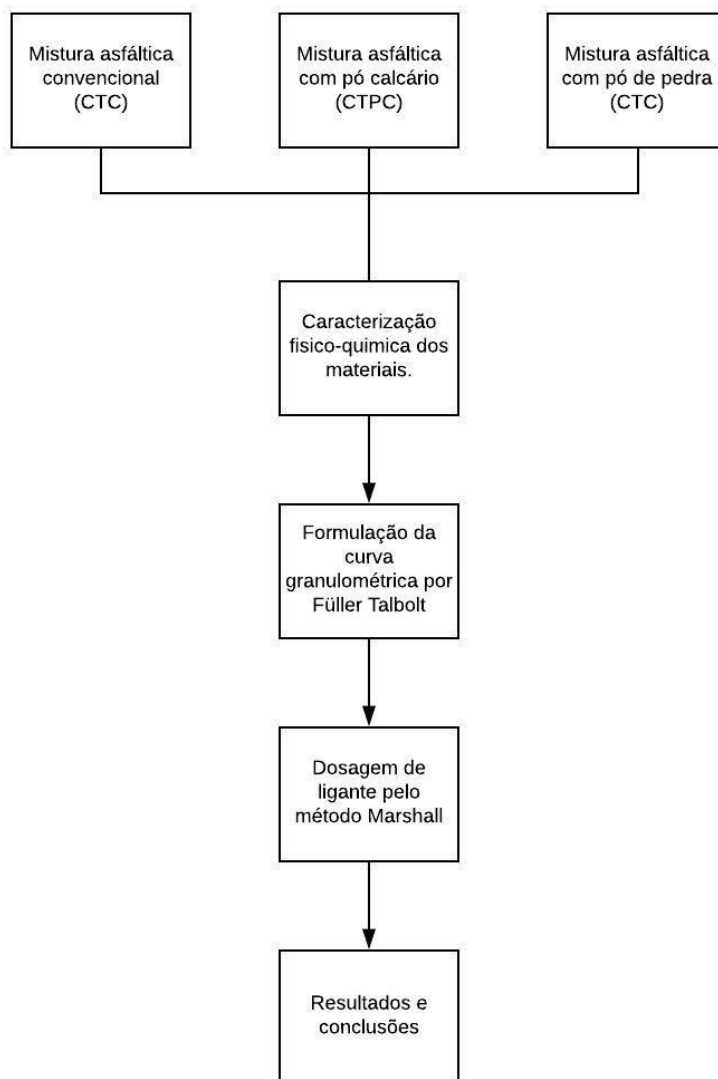 Mistura asfáltica
convencional
(CTC)
Mistura asfáltica
com pó calcário
(CTPC)
Mistura asfáltica
com pó de pedra
(CTC)
Caracterização
fisico-quimica dos
materiais.
Formulação da
curva
granulométrica por
Füller Talbolt
Dosagem de
ligante pelo
método Marshall
Resultados e
conclusões